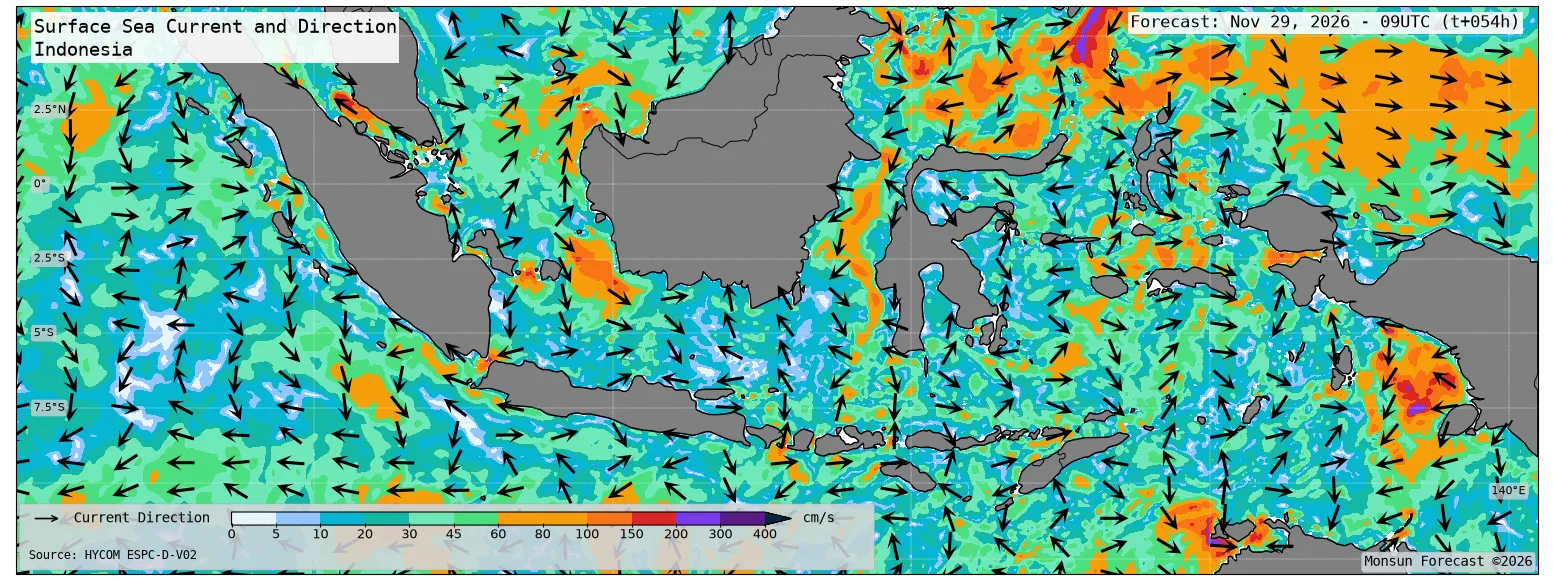 Surface Sea Current and Direction
Indonesia
Forecast: Nov 29, 2026 - 09UTC (t+054h)
2.5°N
0°
2.5°S
5°S
7.5°S
140°E
Current Direction
0 5 10 20 30 45 60 80 100 150 200 300 400 cm/s
Source: HYCOM ESPC-D-V02
Monsun Forecast ©2026